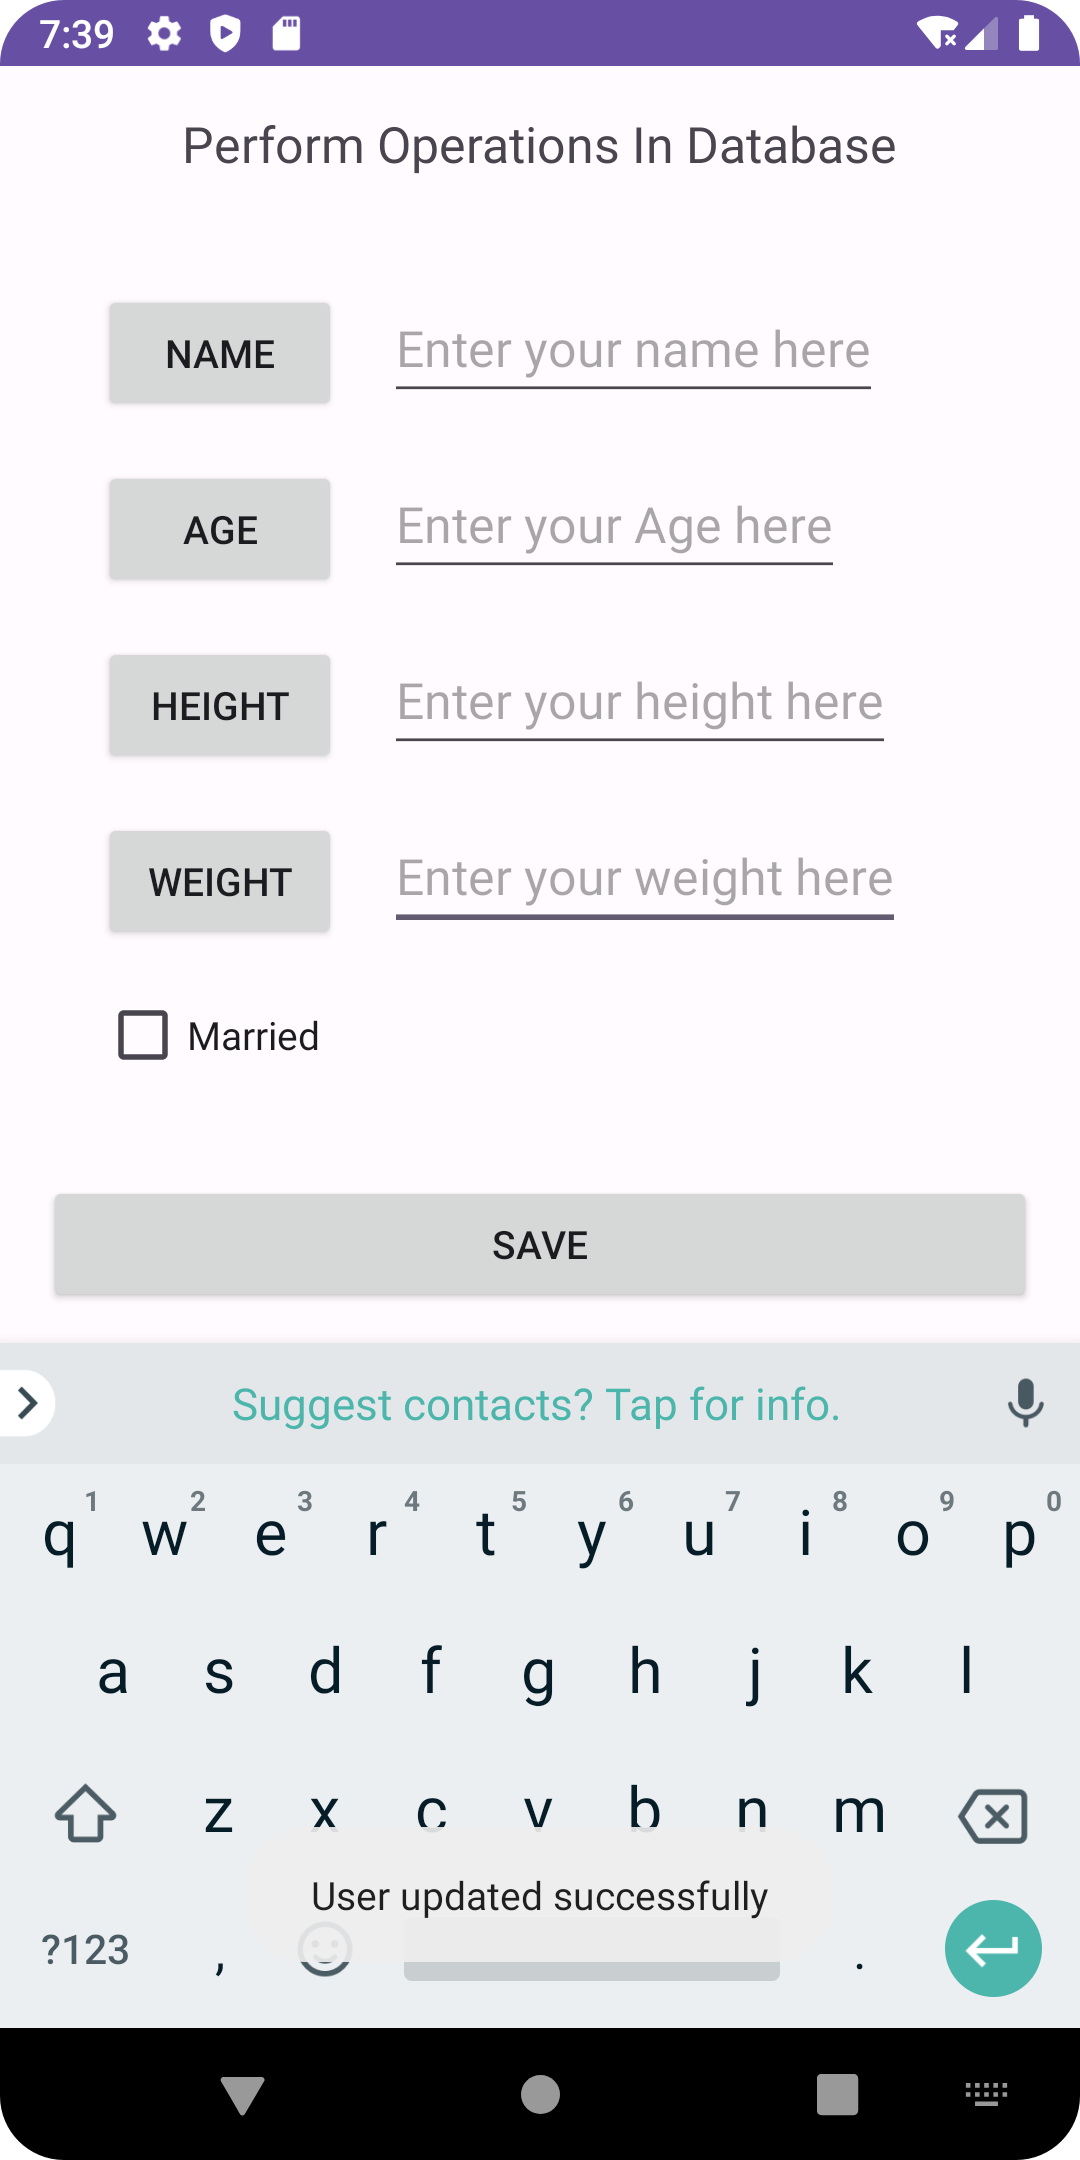 7:39
Perform Operations In Database
NAME Enter your name here
AGE Enter your Age here
HEIGHT Enter your height here
WEIGHT Enter your weight here
Married
SAVE
Suggest contacts? Tap for info.
q 1 w 2 e 3 r 4 t 5 y 6 u 7 i 8 o 9 p 0
a s d f g h j k l
z x c v b n m
User updated successfully
?123 , .